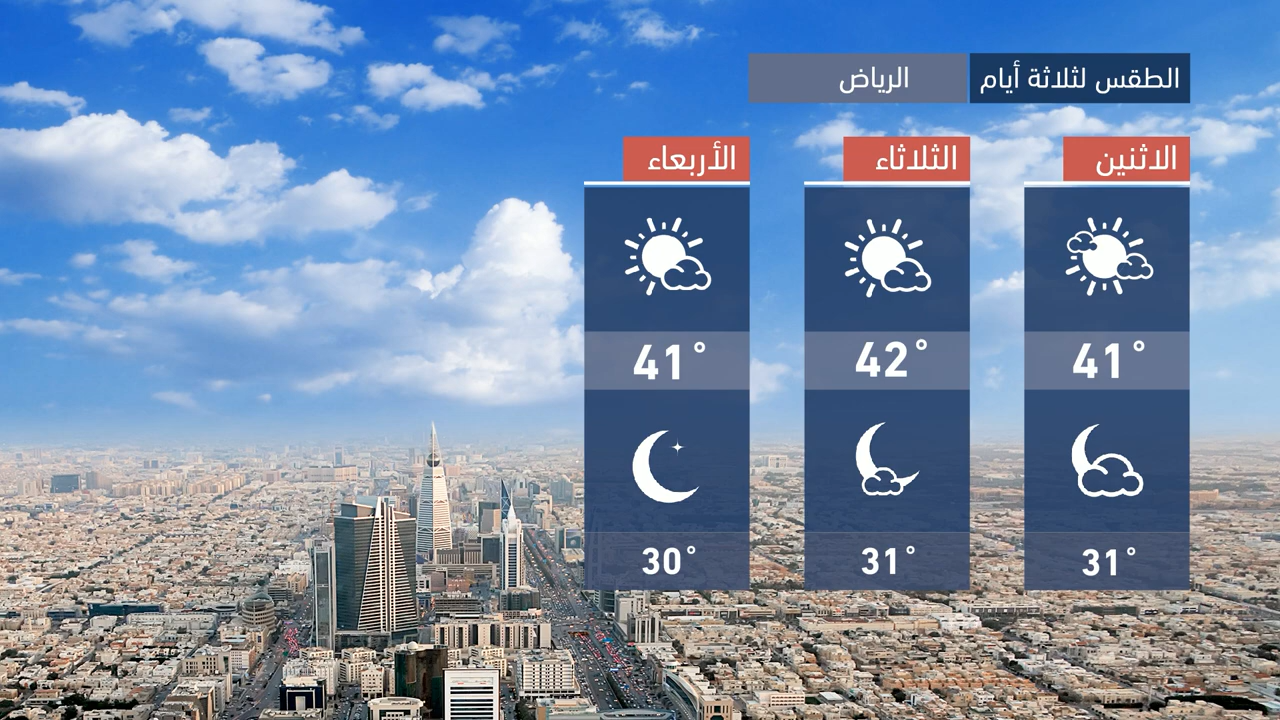 الطقس لثلاثة أيام
الرياض
الاثنين
الثلاثاء
الأربعاء
41°
42°
41°
31°
31°
30°